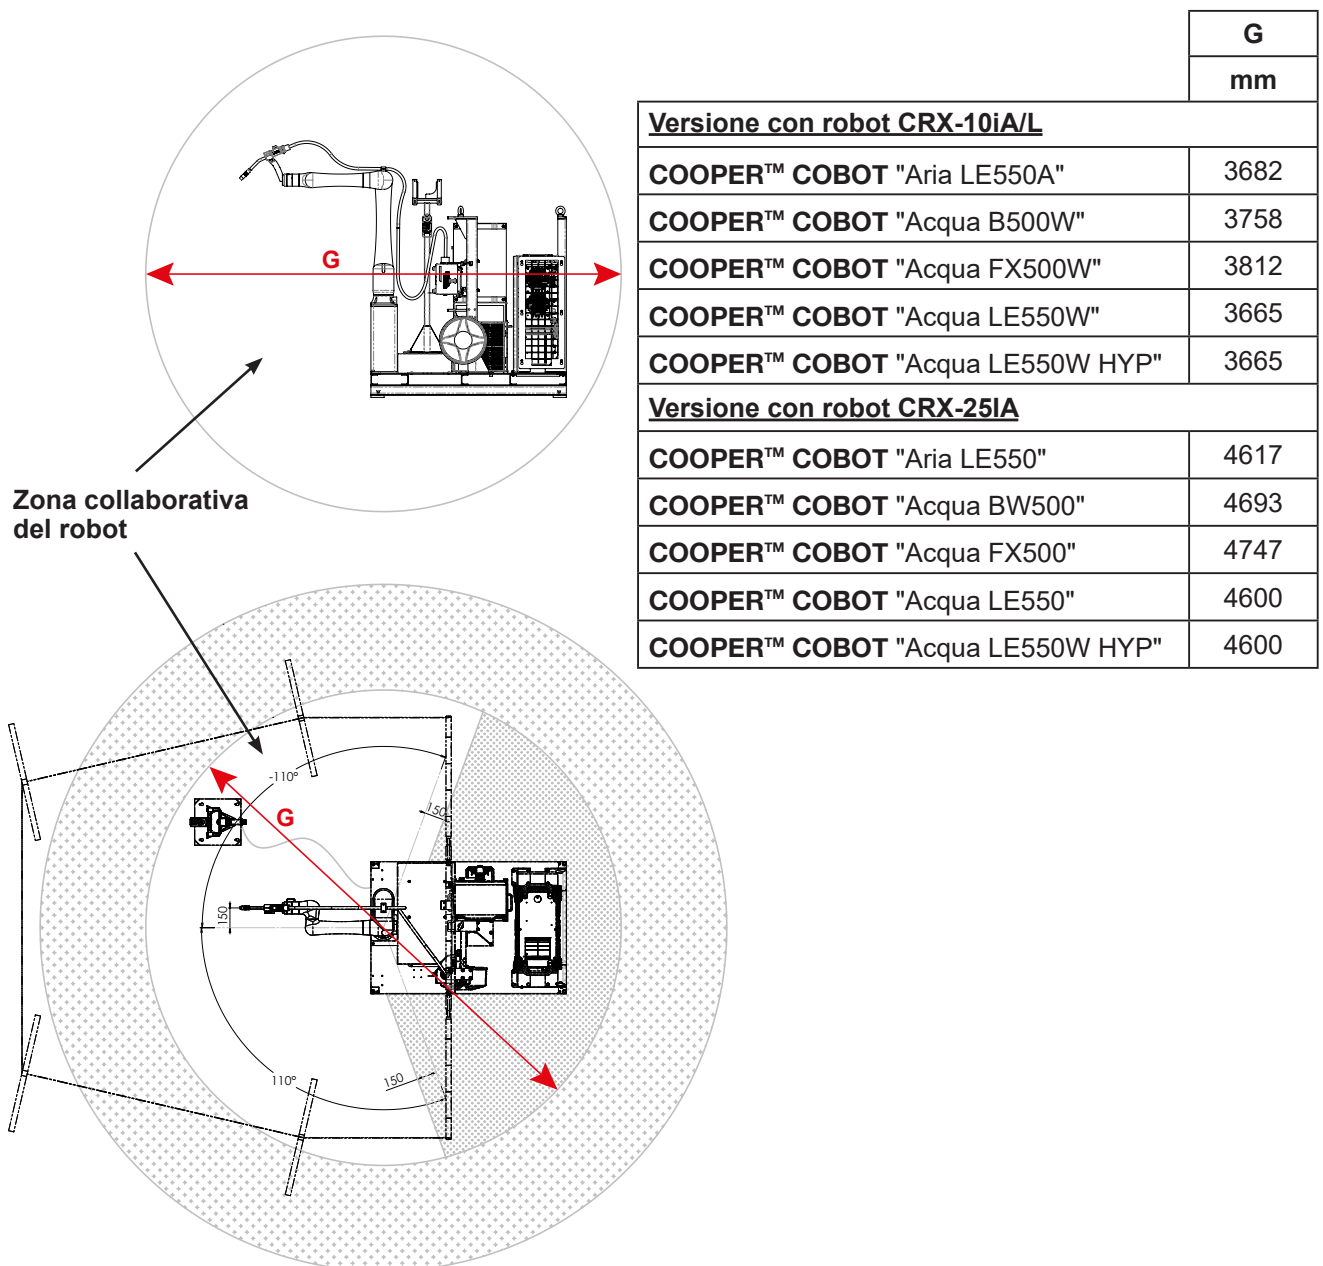 G
mm
Versione con robot CRX-10iA/L
COOPER™ COBOT "Aria LE550A" 3682
COOPER™ COBOT "Acqua B500W" 3758
COOPER™ COBOT "Acqua FX500W" 3812
COOPER™ COBOT "Acqua LE550W" 3665
COOPER™ COBOT "Acqua LE550W HYP" 3665
Versione con robot CRX-25IA
COOPER™ COBOT "Aria LE550" 4617
COOPER™ COBOT "Acqua BW500" 4693
COOPER™ COBOT "Acqua FX500" 4747
COOPER™ COBOT "Acqua LE550" 4600
COOPER™ COBOT "Acqua LE550W HYP" 4600
G
Zona collaborativa
del robot
-110°
G
150
150
110°
150